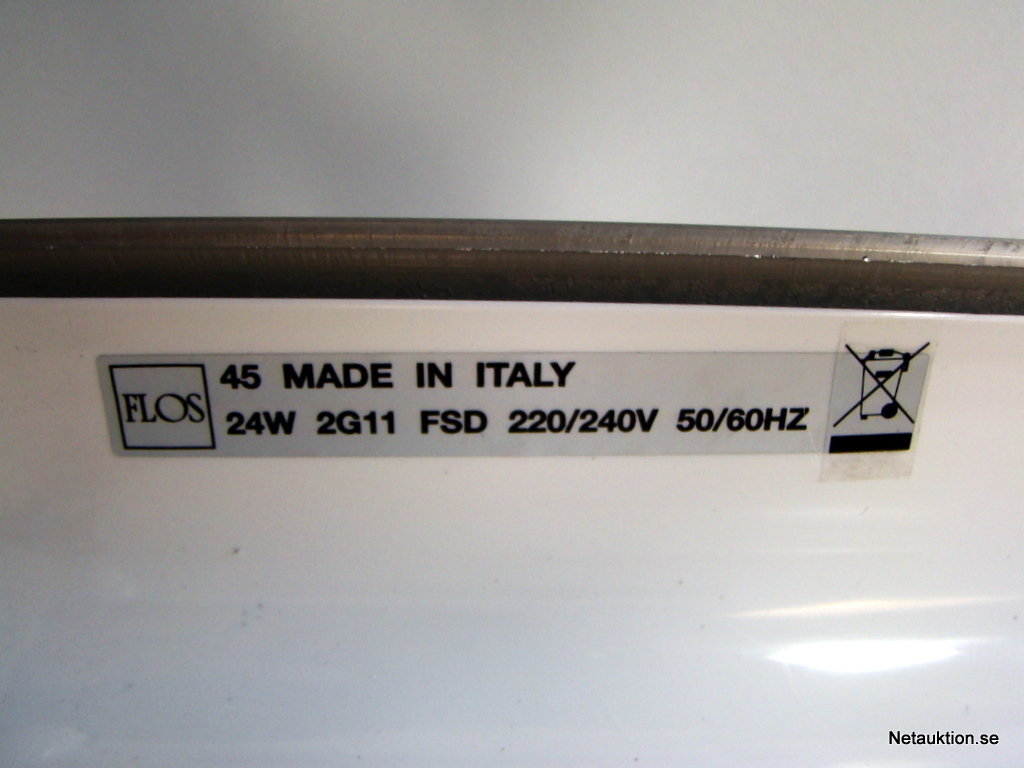 FLOS
45 MADE IN ITALY
24W 2G11 FSD 220/240V 50/60HZ
Netauktion.se